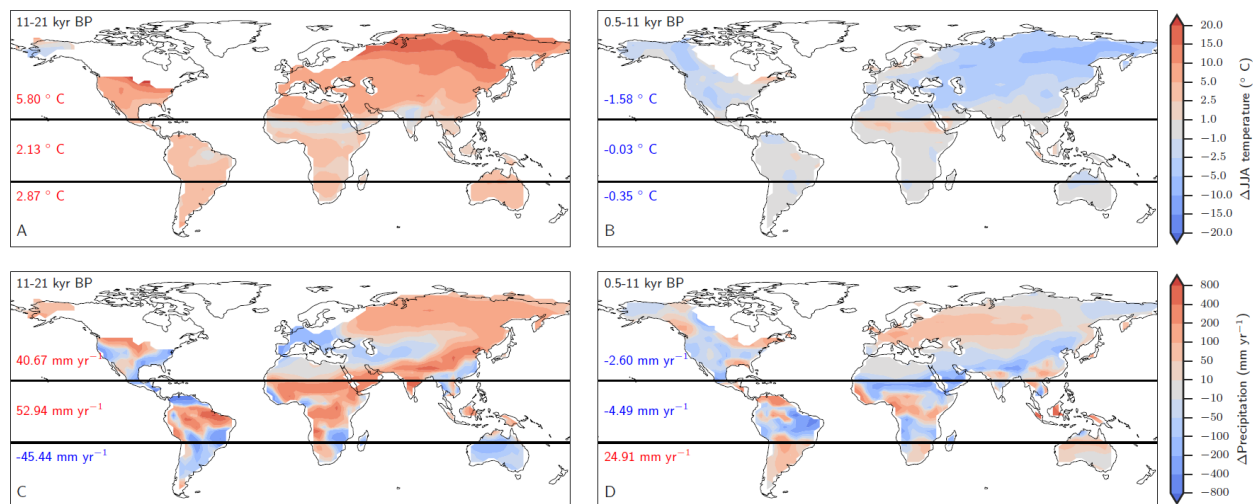 11-21 kyr BP
5.80 ° C
2.13 ° C
2.87 ° C
A
0.5-11 kyr BP
-1.58 ° C
-0.03 ° C
-0.35 ° C
B
20.0
15.0
10.0
5.0
2.5
1.0
−1.0
−2.5
−5.0
−10.0
−15.0
−20.0
ΔJJA temperature (° C)
11-21 kyr BP
40.67 mm yr⁻¹
52.94 mm yr⁻¹
-45.44 mm yr⁻¹
C
0.5-11 kyr BP
-2.60 mm yr⁻¹
-4.49 mm yr⁻¹
24.91 mm yr⁻¹
D
800
400
200
100
50
10
−10
−50
−100
−200
−400
−800
ΔPrecipitation (mm yr⁻¹)